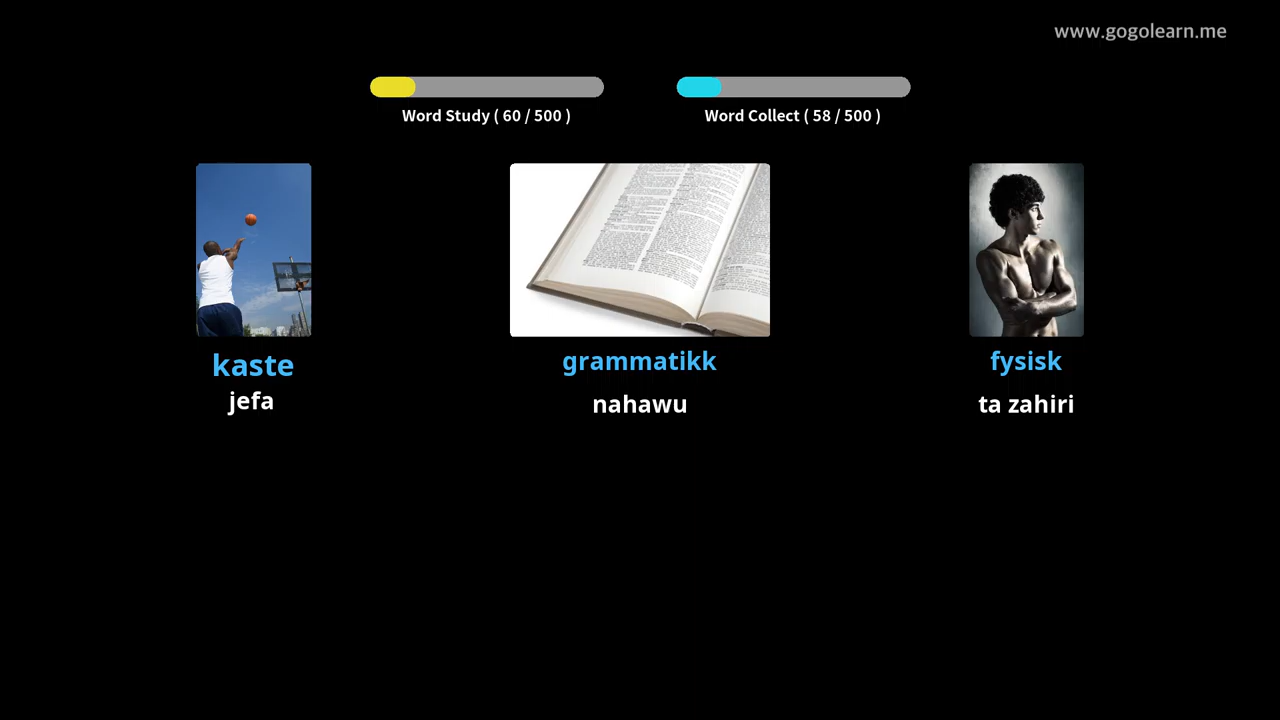 www.gogolearn.me
Word Study ( 60 / 500 )
Word Collect ( 58 / 500 )
kaste
jefa
grammatikk
nahawu
fysisk
ta zahiri